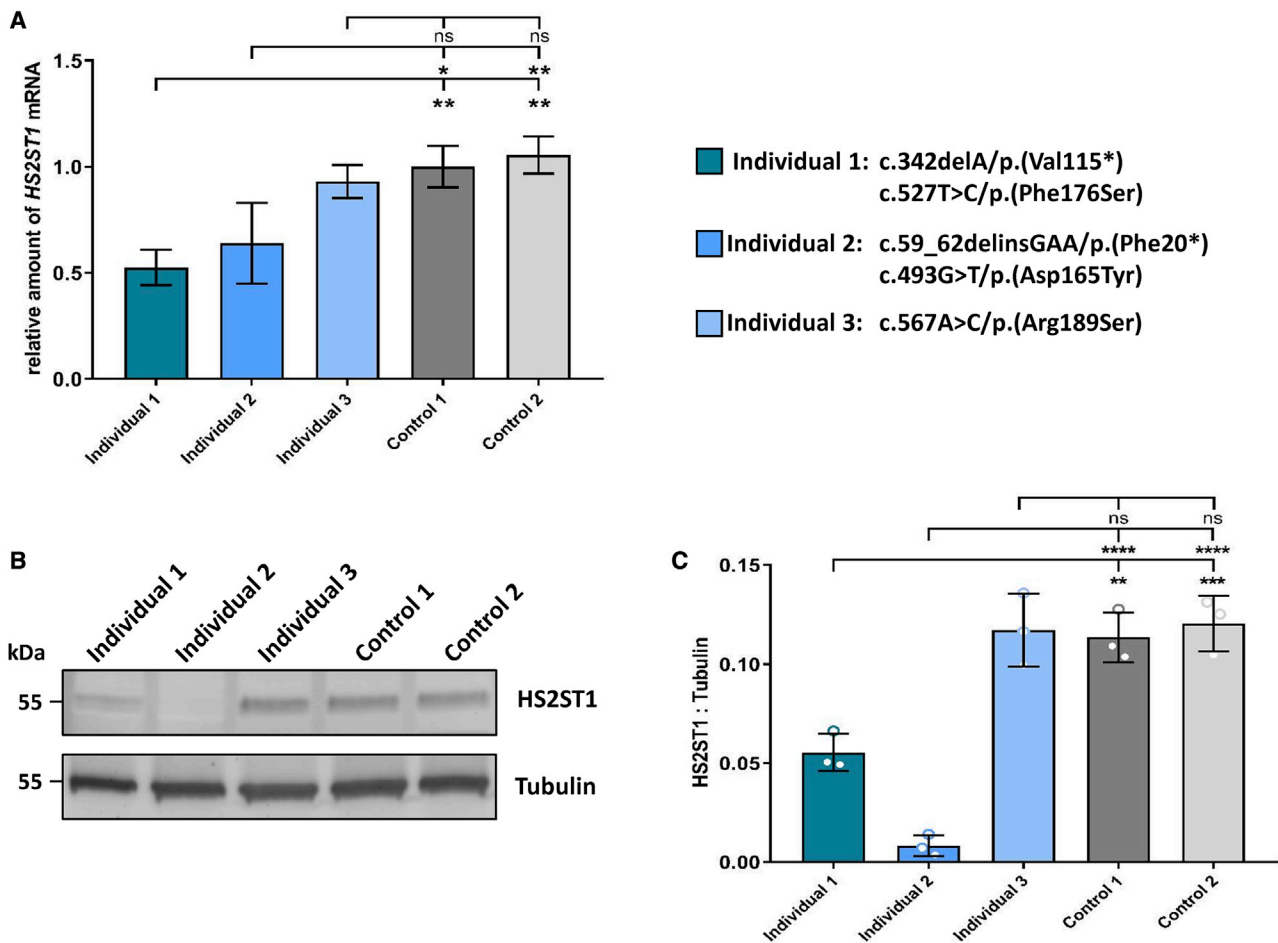 A
relative amount of HS2ST1 mRNA
1.5
1.0
0.5
0.0
ns
* **
** **
Individual 1
Individual 2
Individual 3
Control 1
Control 2
Individual 1: c.342delA/p.(Val115*)
c.527T>C/p.(Phe176Ser)
Individual 2: c.59_62delinsGAA/p.(Phe20*)
c.493G>T/p.(Asp165Tyr)
Individual 3: c.567A>C/p.(Arg189Ser)
B
kDa
Individual 1
Individual 2
Individual 3
Control 1
Control 2
55
HS2ST1
55
Tubulin
C
HS2ST1 : Tubulin
0.15
0.10
0.05
0.00
ns ns
**** ****
** ***
Individual 1
Individual 2
Individual 3
Control 1
Control 2